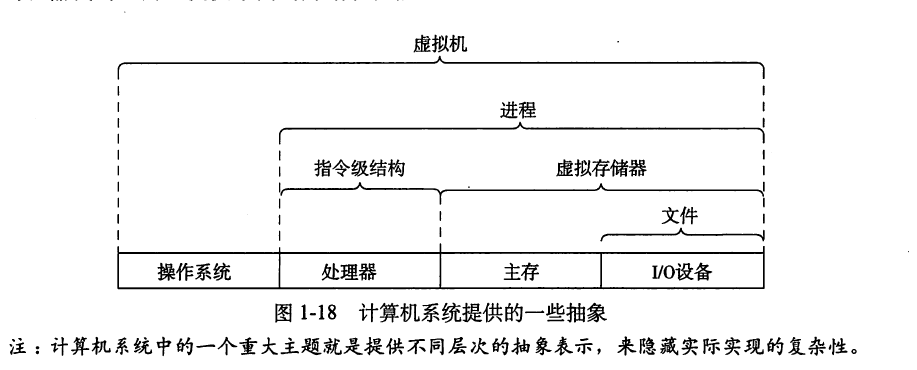 虚拟机
进程
指令级结构 虚拟存储器
文件
操作系统 处理器 主存 I/O设备
图 1-18 计算机系统提供的一些抽象
注：计算机系统中的一个重大主题就是提供不同层次的抽象表示，来隐藏实际实现的复杂性。